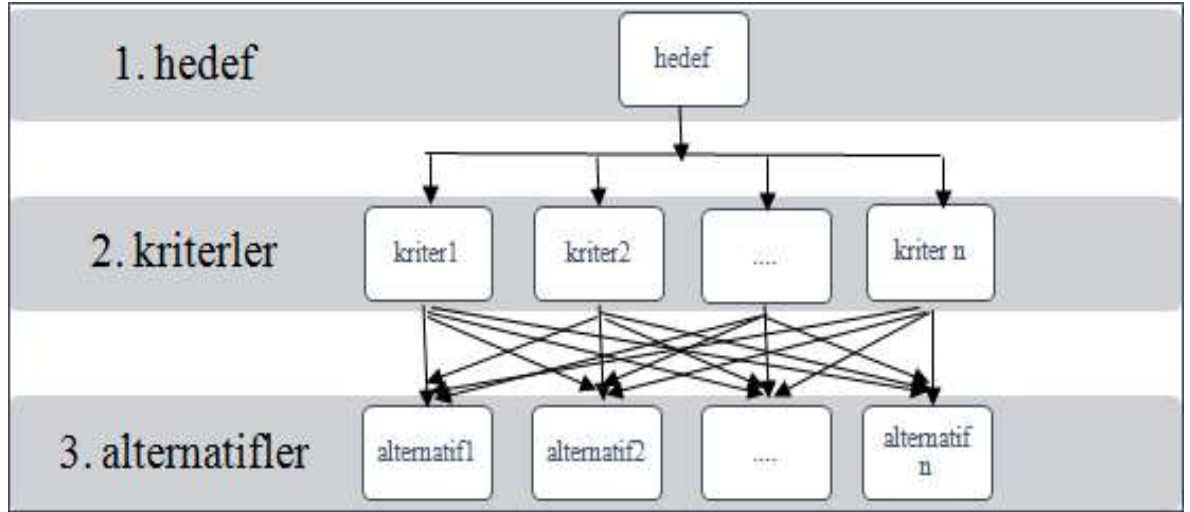 1. hedef
hedef
2. kriterler
kriter1
kriter2
....
kriter n
3. alternatifler
alternatif1
alternatif2
....
alternatif
n